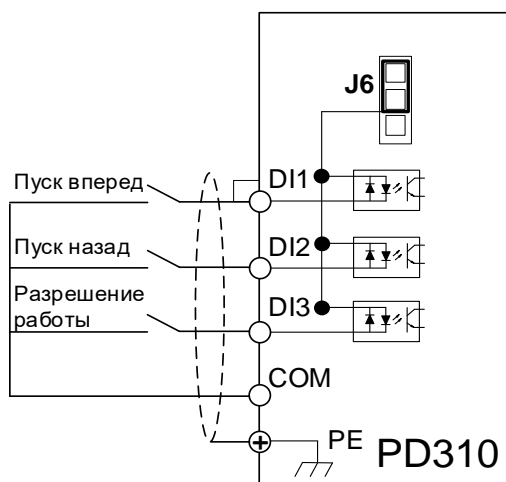 J6
Пуск вперед
DI1
Пуск назад
DI2
Разрешение
работы
DI3
COM
PE
PD310